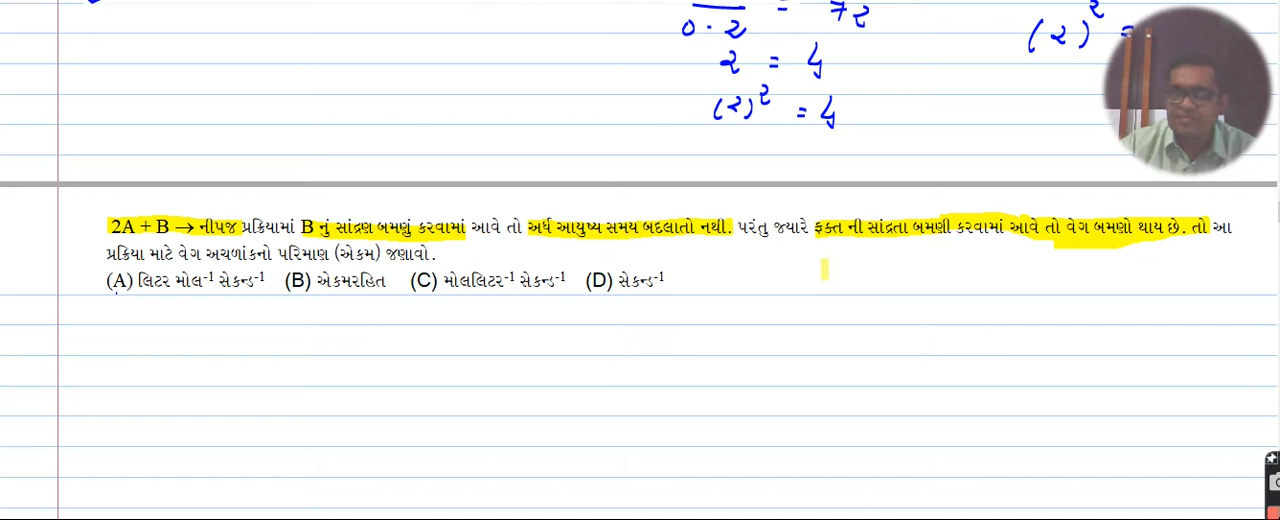 0.2 = 72
2 = 4
(2)² = 4
(2)² =
2A + B → નીપજ પ્રક્રિયામાં B નું સાંદ્રણ બમણું કરવામાં આવે તો અર્ધ આયુષ્ય સમય બદલાતો નથી. પરંતુ જ્યારે ફક્ત ની સાંદ્રતા બમણી કરવામાં આવે તો વેગ બમણો થાય છે. તો આ
પ્રક્રિયા માટે વેગ અચળાંકનો પરિમાણ (એકમ) જણાવો.
(A) લિટર મોલ⁻¹ સેકન્ડ⁻¹ (B) એકમરહિત (C) મોલલિટર⁻¹ સેકન્ડ⁻¹ (D) સેકન્ડ⁻¹